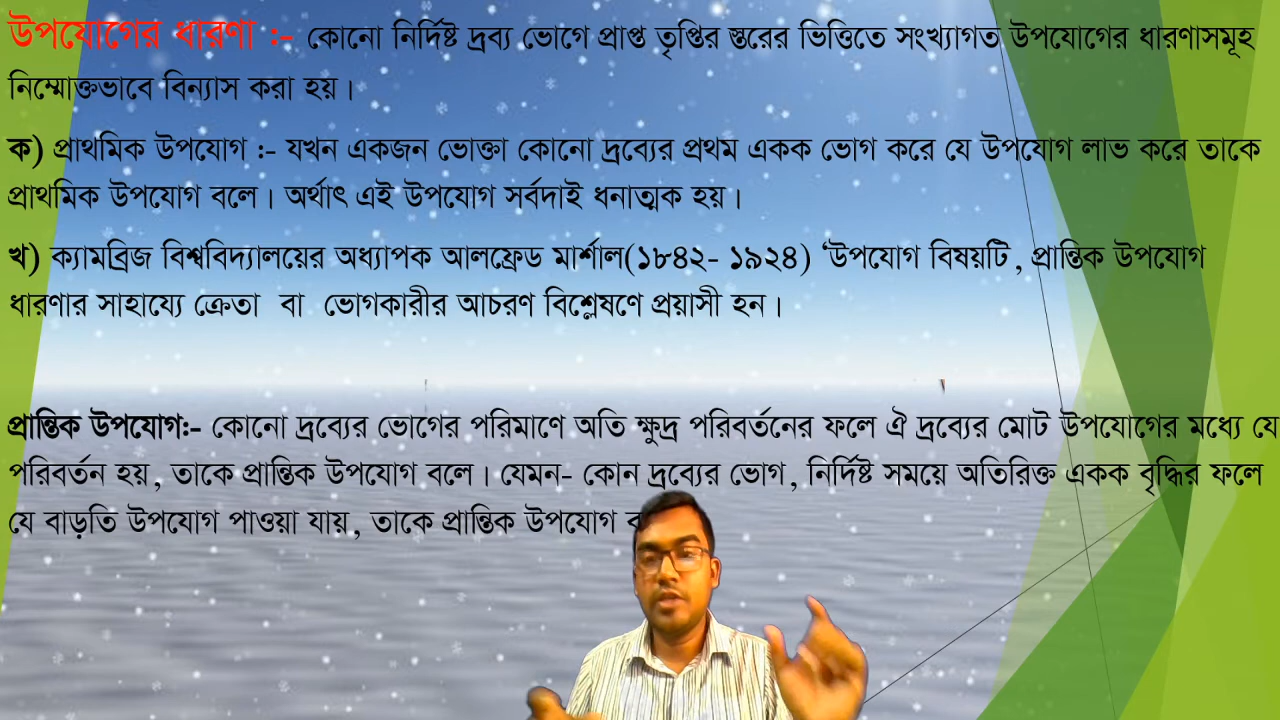 উপযোগের ধারণা :- কোনো নির্দিষ্ট দ্রব্য ভোগে প্রাপ্ত তৃপ্তির স্তরের ভিত্তিতে সংখ্যাগত উপযোগের ধারণাসমূহ
নিম্মোক্তভাবে বিন্যাস করা হয়।
ক) প্রাথমিক উপযোগ :- যখন একজন ভোক্তা কোনো দ্রব্যের প্রথম একক ভোগ করে যে উপযোগ লাভ করে তাকে
প্রাথমিক উপযোগ বলে। অর্থাৎ এই উপযোগ সর্বদাই ধনাত্মক হয়।
খ) ক্যামব্রিজ বিশ্ববিদ্যালয়ের অধ্যাপক আলফ্রেড মার্শাল(১৮৪২- ১৯২৪) ‘উপযোগ বিষয়টি, প্রান্তিক উপযোগ
ধারণার সাহায্যে ক্রেতা বা ভোগকারীর আচরণ বিশ্লেষণে প্রয়াসী হন।
প্রান্তিক উপযোগ:- কোনো দ্রব্যের ভোগের পরিমাণে অতি ক্ষুদ্র পরিবর্তনের ফলে ঐ দ্রব্যের মোট উপযোগের মধ্যে যে
পরিবর্তন হয়, তাকে প্রান্তিক উপযোগ বলে। যেমন- কোন দ্রব্যের ভোগ, নির্দিষ্ট সময়ে অতিরিক্ত একক বৃদ্ধির ফলে
যে বাড়তি উপযোগ পাওয়া যায়, তাকে প্রান্তিক উপযোগ